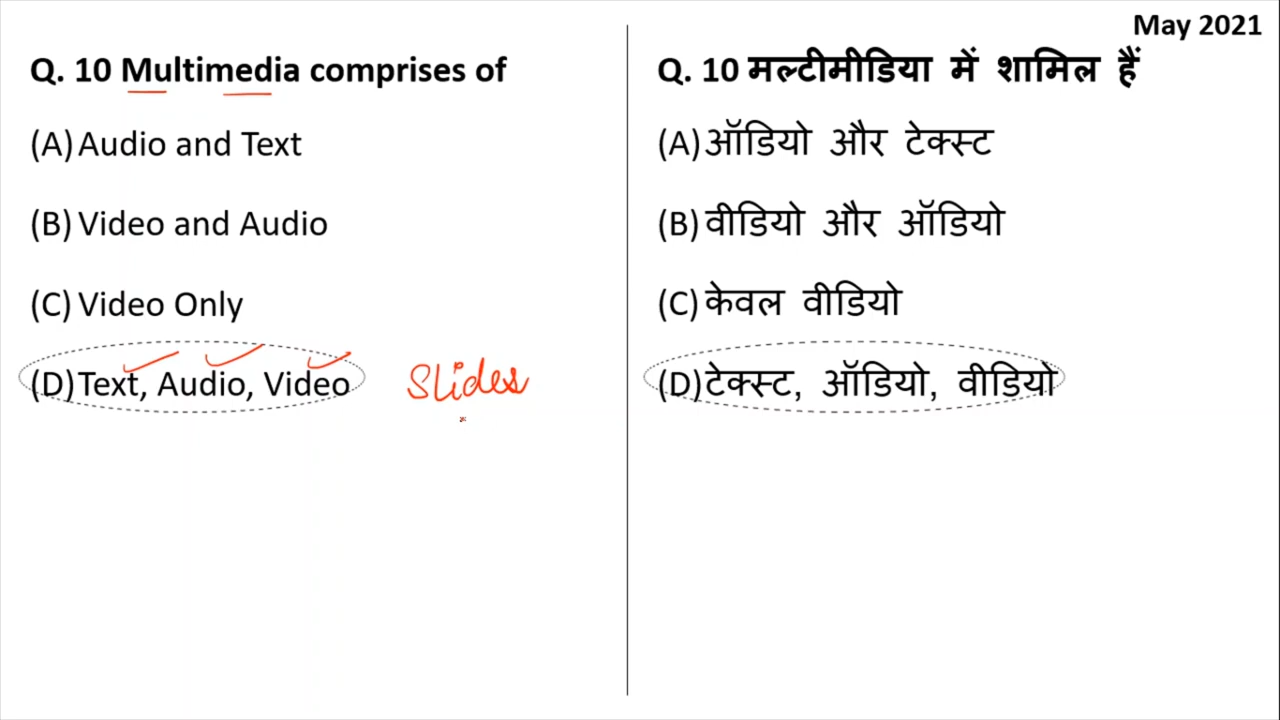 May 2021
Q. 10 Multimedia comprises of
(A) Audio and Text
(B) Video and Audio
(C) Video Only
(D) Text, Audio, Video Slides
Q. 10 मल्टीमीडिया में शामिल हैं
(A) ऑडियो और टेक्स्ट
(B) वीडियो और ऑडियो
(C) केवल वीडियो
(D) टेक्स्ट, ऑडियो, वीडियो